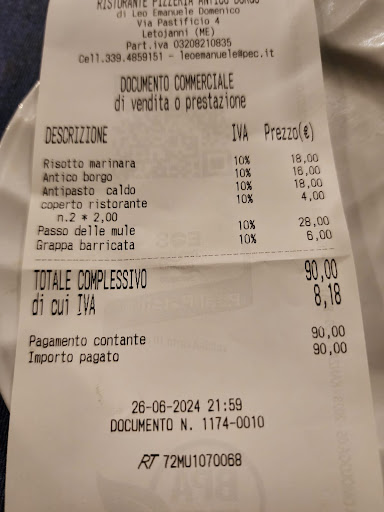 RISTORANTE PIZZERIA ANTICO BORGO
di Leo Emanuele Domenico
Via Pastificio 4
Letojanni (ME)
Part.iva 03208210835
Cell.339.4859151 - leoemanuele@pec.it
DOCUMENTO COMMERCIALE
di vendita o prestazione
DESCRIZIONE IVA Prezzo(€)
Risotto marinara 10% 18,00
Antico borgo 10% 16,00
Antipasto caldo 10% 18,00
coperto ristorante 10% 4,00
n.2 * 2,00
Passo delle mule 10% 28,00
Grappa barricata 10% 6,00
TOTALE COMPLESSIVO 90,00
di cui IVA 8,18
Pagamento contante 90,00
Importo pagato 90,00
26-06-2024 21:59
DOCUMENTO N. 1174-0010
RT 72MU1070068